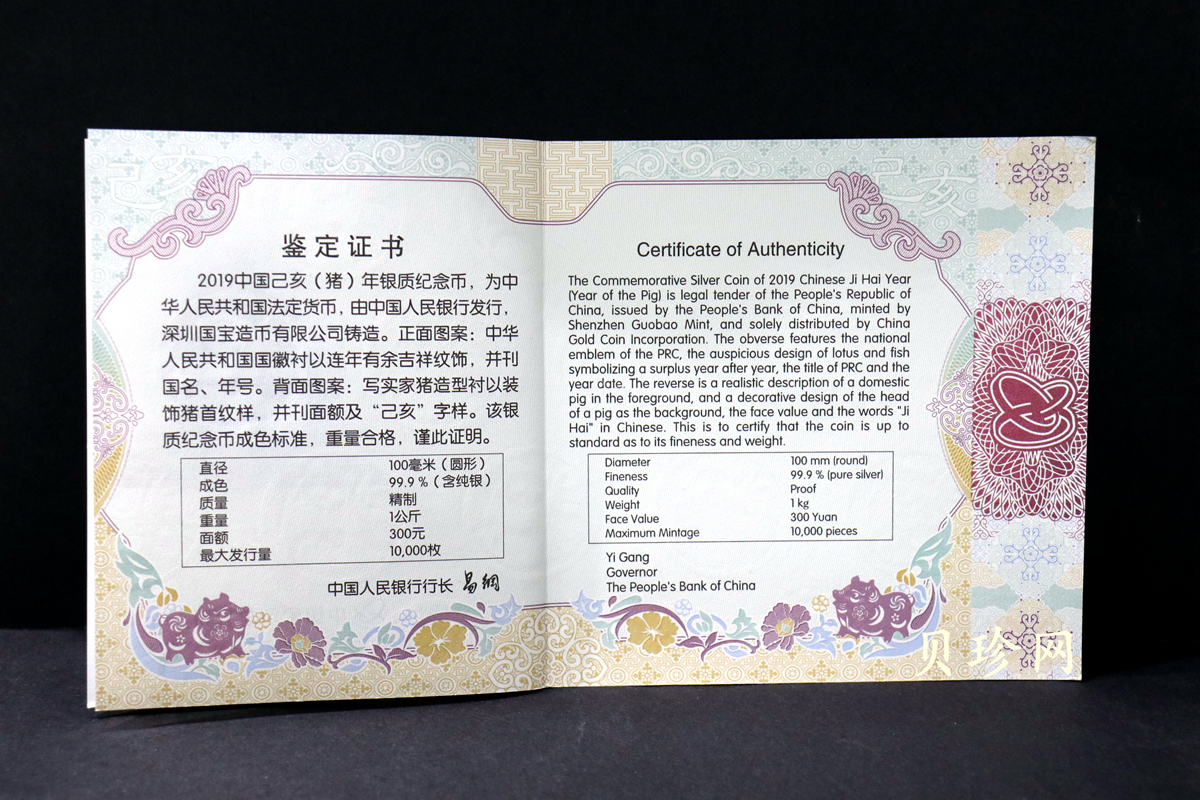 鉴定证书
2019中国己亥（猪）年银质纪念币，为中
华人民共和国法定货币，由中国人民银行发行，
深圳国宝造币有限公司铸造。正面图案：中华
人民共和国国徽衬以连年有余吉祥纹饰，并刊
国名、年号。背面图案：写实家猪造型衬以装
饰猪首纹样，并刊面额及“己亥”字样。该银
质纪念币成色标准，重量合格，谨此证明。
直径 100毫米（圆形）
成色 99.9％（含纯银）
质量 精制
重量 1公斤
面额 300元
最大发行量 10,000枚
中国人民银行行长 易纲
Certificate of Authenticity
The Commemorative Silver Coin of 2019 Chinese Ji Hai Year
(Year of the Pig) is legal tender of the People's Republic of
China, issued by the People's Bank of China, minted by
Shenzhen Guobao Mint, and solely distributed by China
Gold Coin Incorporation. The obverse features the national
emblem of the PRC, the auspicious design of lotus and fish
symbolizing a surplus year after year, the title of PRC and the
year date. The reverse is a realistic description of a domestic
pig in the foreground, and a decorative design of the head
of a pig as the background, the face value and the words "Ji
Hai" in Chinese. This is to certify that the coin is up to
standard as to its fineness and weight.
Diameter 100 mm (round)
Fineness 99.9 % (pure silver)
Quality Proof
Weight 1 kg
Face Value 300 Yuan
Maximum Mintage 10,000 pieces
Yi Gang
Governor
The People's Bank of China
己亥
己亥
贝珍网